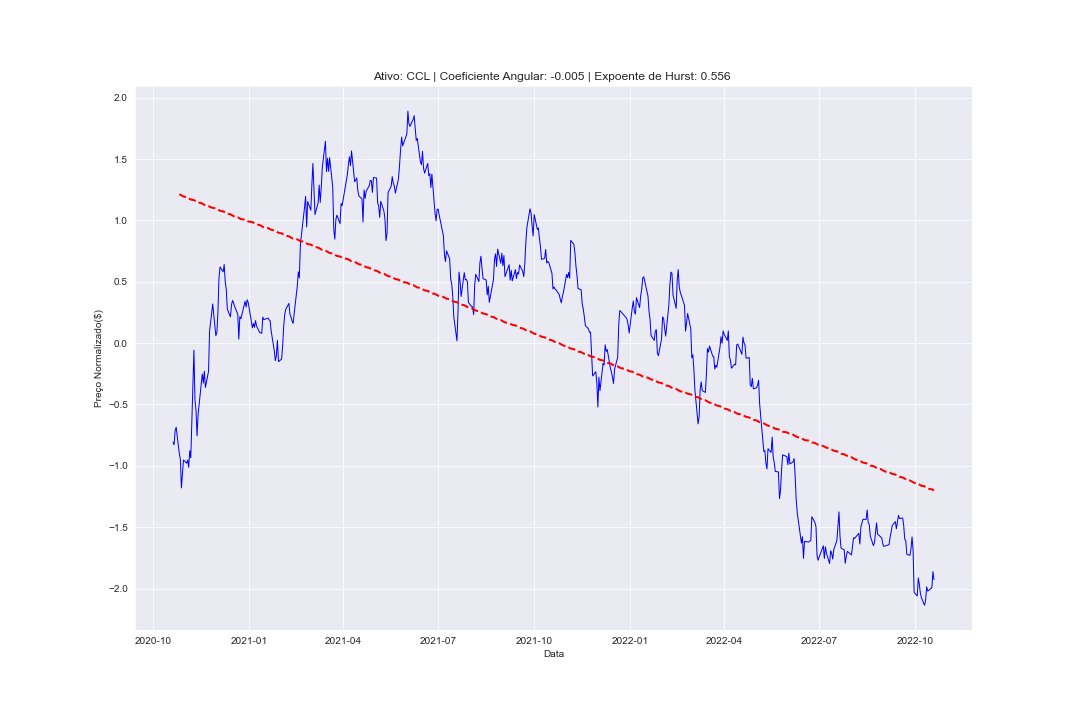 Ativo: CCL | Coeficiente Angular: -0.005 | Expoente de Hurst: 0.556
2.0
1.5
1.0
0.5
0.0
−0.5
−1.0
−1.5
−2.0
Preço Normalizado($)
2020-10 2021-01 2021-04 2021-07 2021-10 2022-01 2022-04 2022-07 2022-10
Data